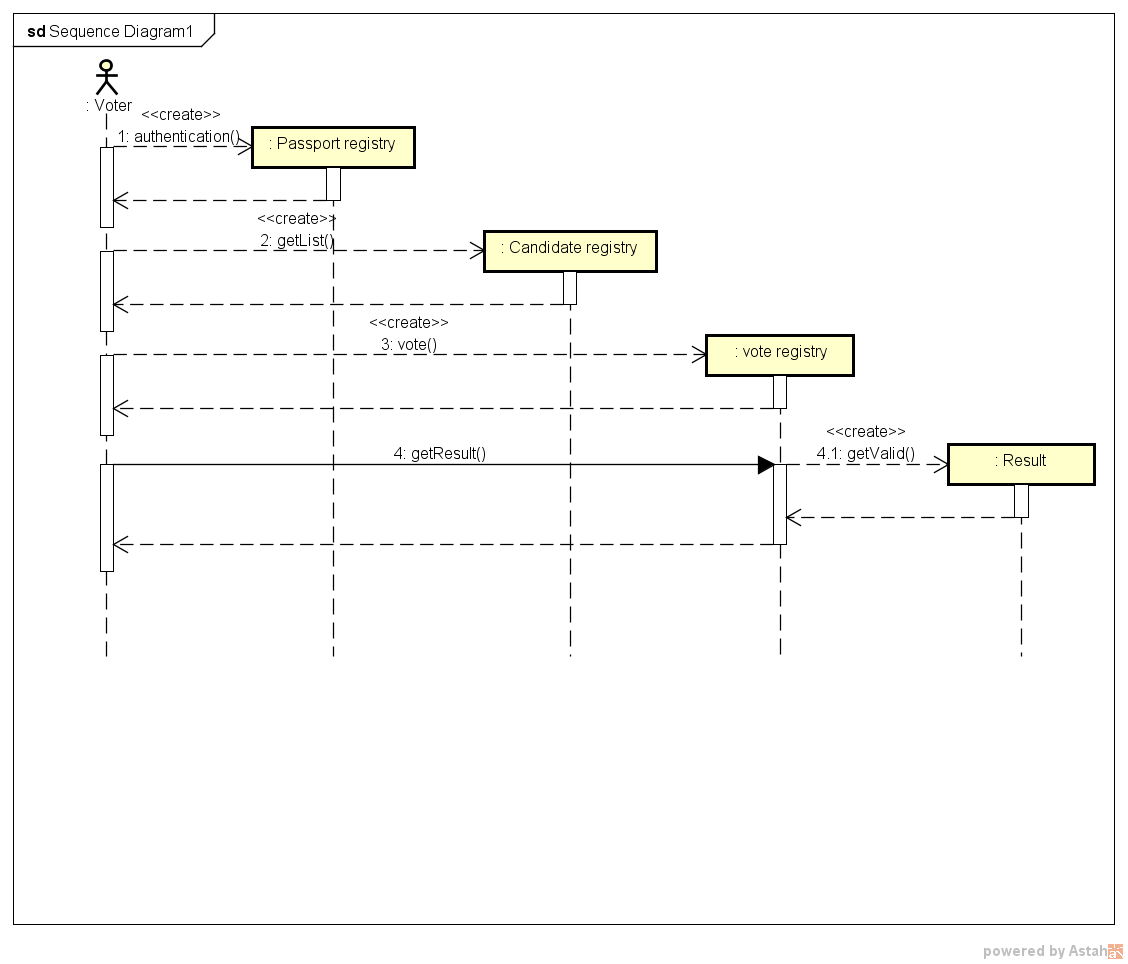 sd Sequence Diagram1
: Voter
<<create>>
1: authentication()
: Passport registry
<<create>>
2: getList()
: Candidate registry
<<create>>
3: vote()
: vote registry
<<create>>
4: getResult()
4.1: getValid()
: Result
powered by Astah